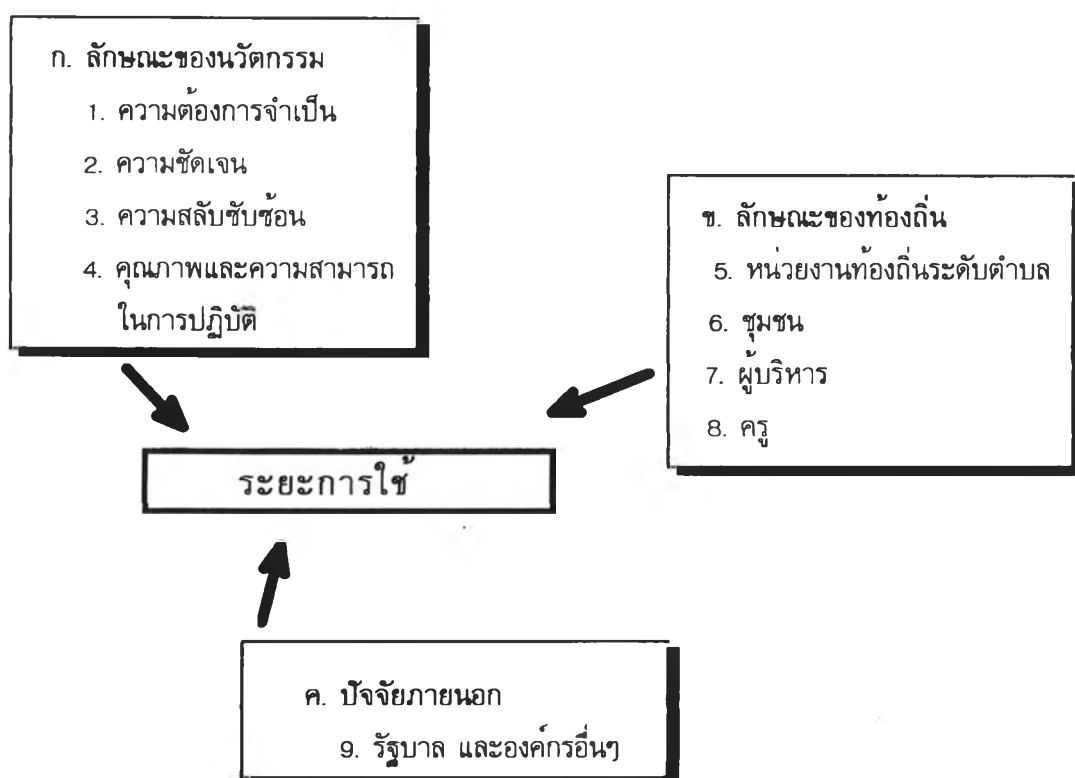 ก. ลักษณะของนวัตกรรม
1. ความต้องการจำเป็น
2. ความชัดเจน
3. ความสลับซับซ้อน
4. คุณภาพและความสามารถ
ในการปฏิบัติ
ข. ลักษณะของท้องถิ่น
5. หน่วยงานท้องถิ่นระดับตำบล
6. ชุมชน
7. ผู้บริหาร
8. ครู
ระยะการใช้
ค. ปัจจัยภายนอก
9. รัฐบาล และองค์กรอื่นๆ